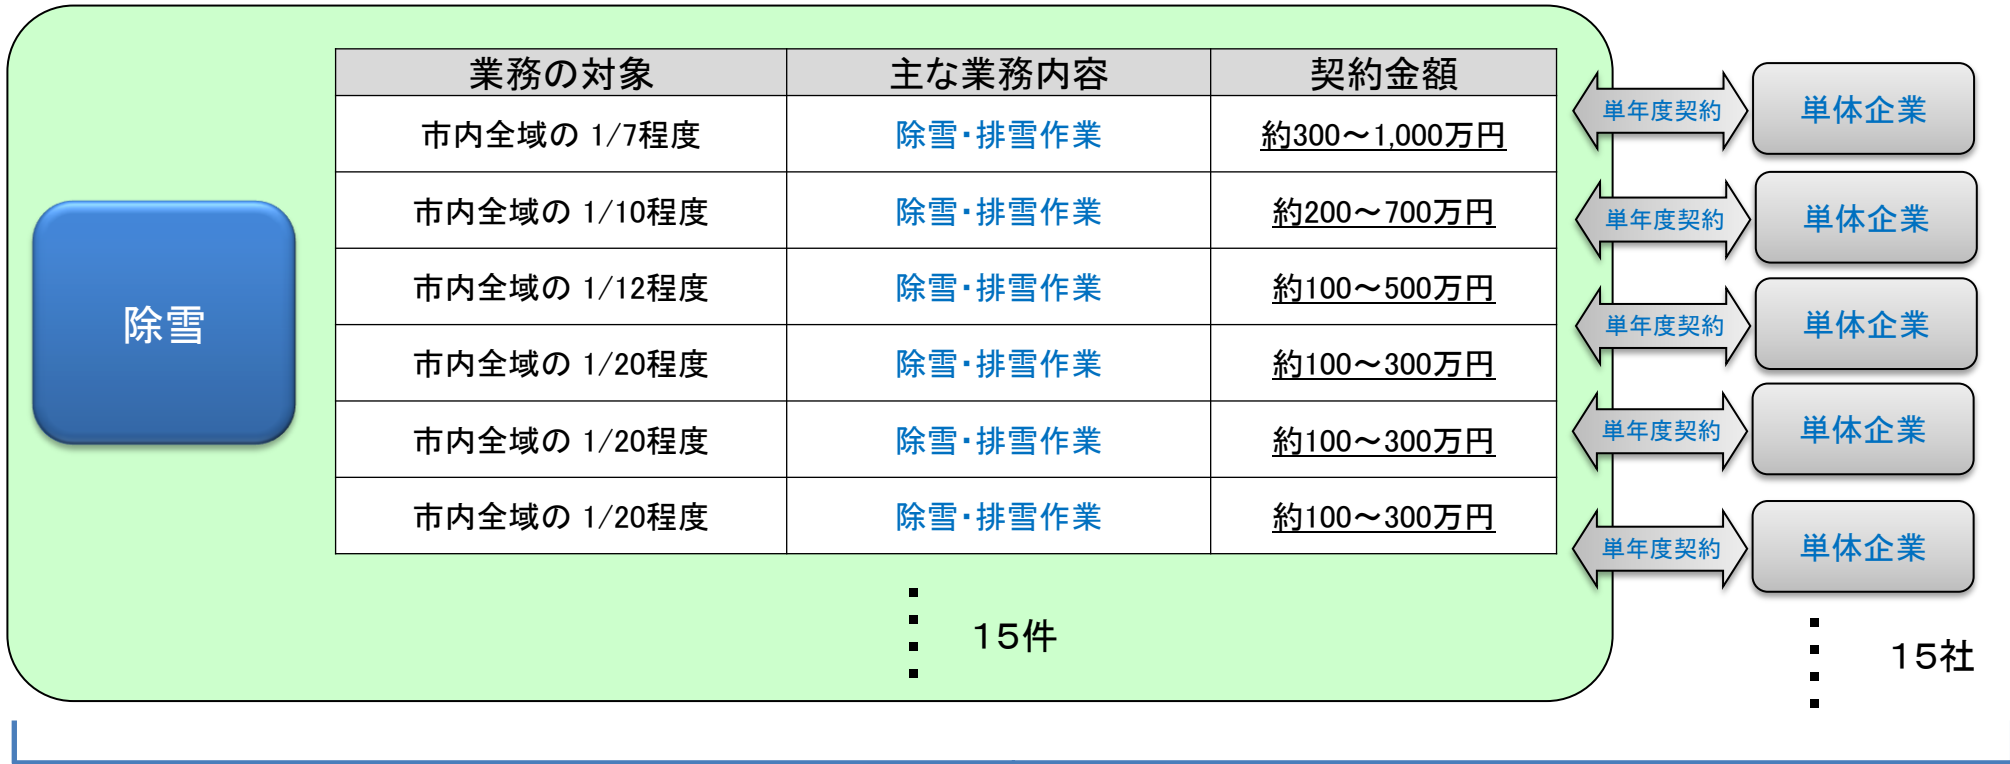 業務の対象 主な業務内容 契約金額
市内全域の 1/7程度 除雪・排雪作業 約300～1,000万円 単年度契約 単体企業
市内全域の 1/10程度 除雪・排雪作業 約200～700万円 単年度契約 単体企業
市内全域の 1/12程度 除雪・排雪作業 約100～500万円 単年度契約 単体企業
除雪
市内全域の 1/20程度 除雪・排雪作業 約100～300万円 単年度契約 単体企業
市内全域の 1/20程度 除雪・排雪作業 約100～300万円 単年度契約 単体企業
市内全域の 1/20程度 除雪・排雪作業 約100～300万円
15件
15社